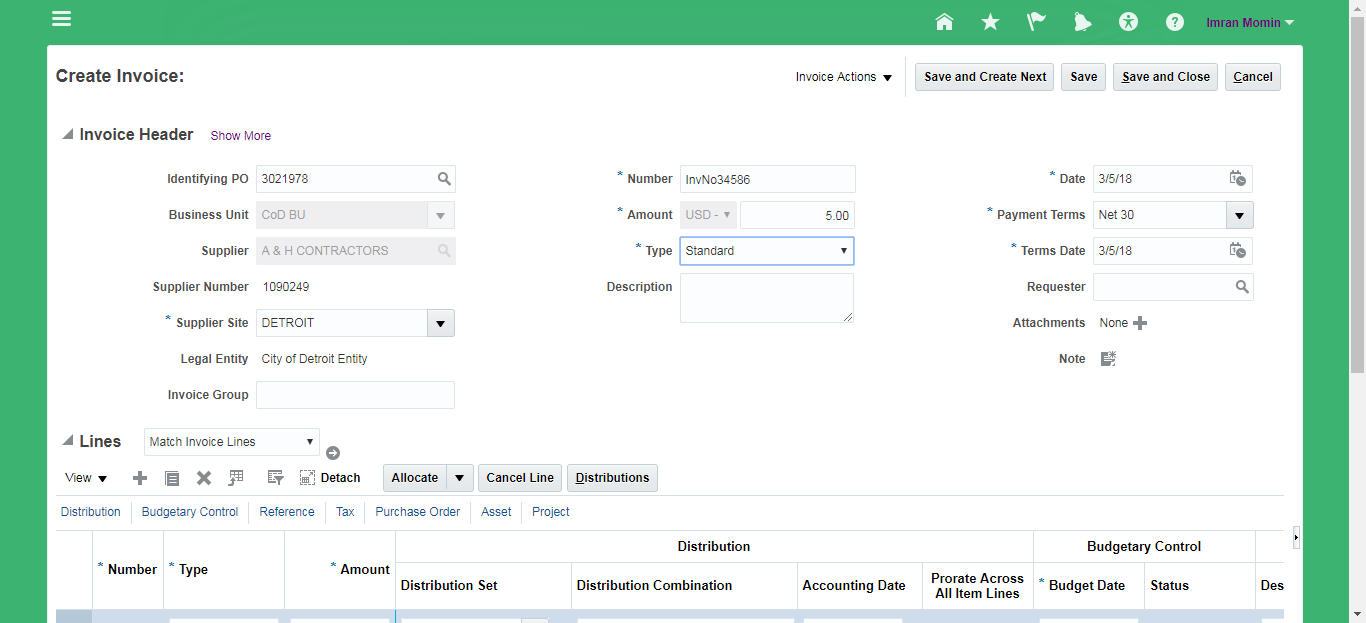 Imran Momin
Create Invoice:
Invoice Actions
Save and Create Next
Save
Save and Close
Cancel
Invoice Header
Show More
Identifying PO 3021978
* Number InvNo34586
* Date 3/5/18
Business Unit CoD BU
* Amount USD - 5.00
* Payment Terms Net 30
Supplier A & H CONTRACTORS
* Type Standard
* Terms Date 3/5/18
Supplier Number 1090249
Description
Requester
* Supplier Site DETROIT
Attachments None
Legal Entity City of Detroit Entity
Note
Invoice Group
Lines Match Invoice Lines
View
Detach
Allocate
Cancel Line
Distributions
Distribution
Budgetary Control
Reference
Tax
Purchase Order
Asset
Project
* Number
* Type
* Amount
Distribution
Budgetary Control
Distribution Set
Distribution Combination
Accounting Date
Prorate Across
All Item Lines
* Budget Date
Status
Des